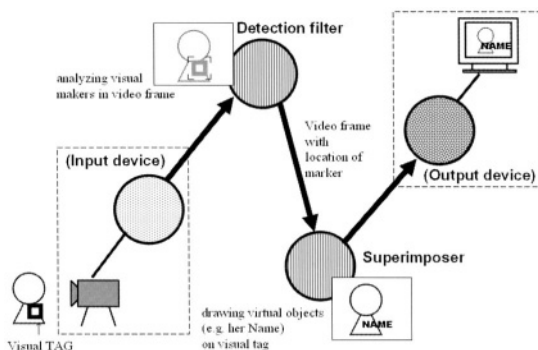 Detection filter
NAME
analyzing visual
makers in video frame
Video frame
with
location of
marker
(Input device)
(Output device)
Superimposer
drawing virtual objects
(e.g. her Name)
on visual tag
NAME
Visual TAG